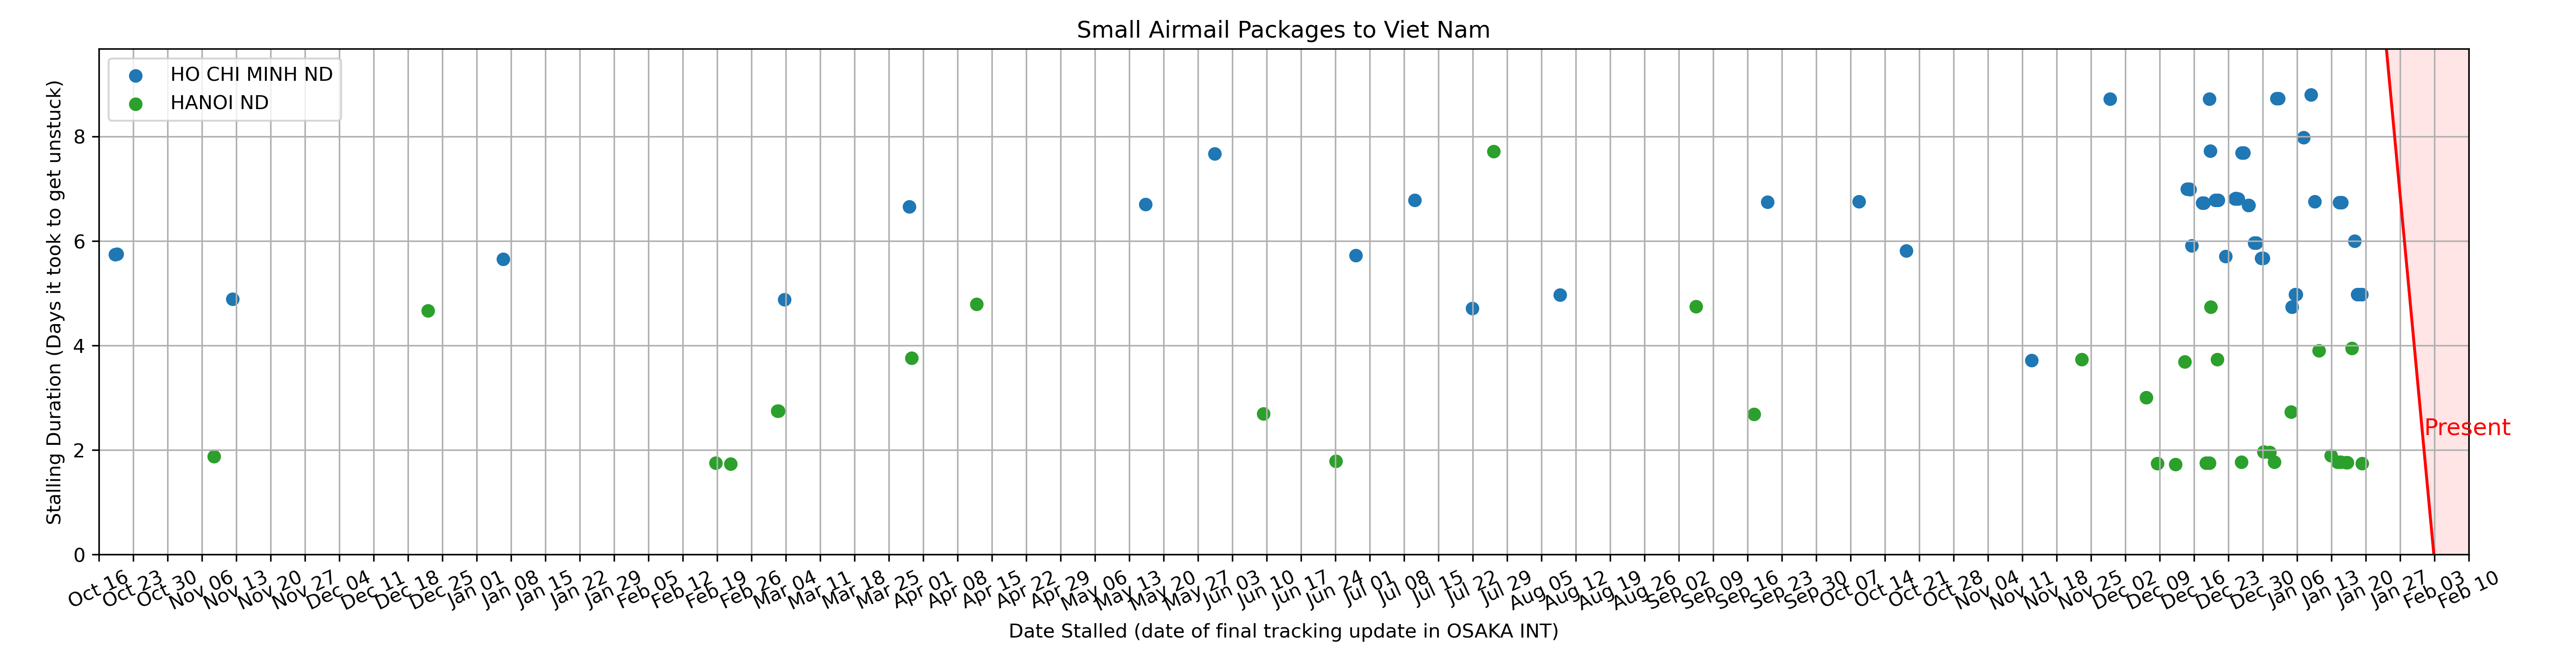 Small Airmail Packages to Viet Nam
HO CHI MINH ND
HANOI ND
Stalling Duration (Days it took to get unstuck)
8
6
4
2
0
Present
Oct 16
Oct 23
Oct 30
Nov 06
Nov 13
Nov 20
Nov 27
Dec 04
Dec 11
Dec 18
Dec 25
Jan 01
Jan 08
Jan 15
Jan 22
Jan 29
Feb 05
Feb 12
Feb 19
Feb 26
Mar 04
Mar 11
Mar 18
Mar 25
Apr 01
Apr 08
Apr 15
Apr 22
Apr 29
May 06
May 13
May 20
May 27
Jun 03
Jun 10
Jun 17
Jun 24
Jul 01
Jul 08
Jul 15
Jul 22
Jul 29
Aug 05
Aug 12
Aug 19
Aug 26
Sep 02
Sep 09
Sep 16
Sep 23
Sep 30
Oct 07
Oct 14
Oct 21
Oct 28
Nov 04
Nov 11
Nov 18
Nov 25
Dec 02
Dec 09
Dec 16
Dec 23
Dec 30
Jan 06
Jan 13
Jan 20
Jan 27
Feb 03
Feb 10
Date Stalled (date of final tracking update in OSAKA INT)